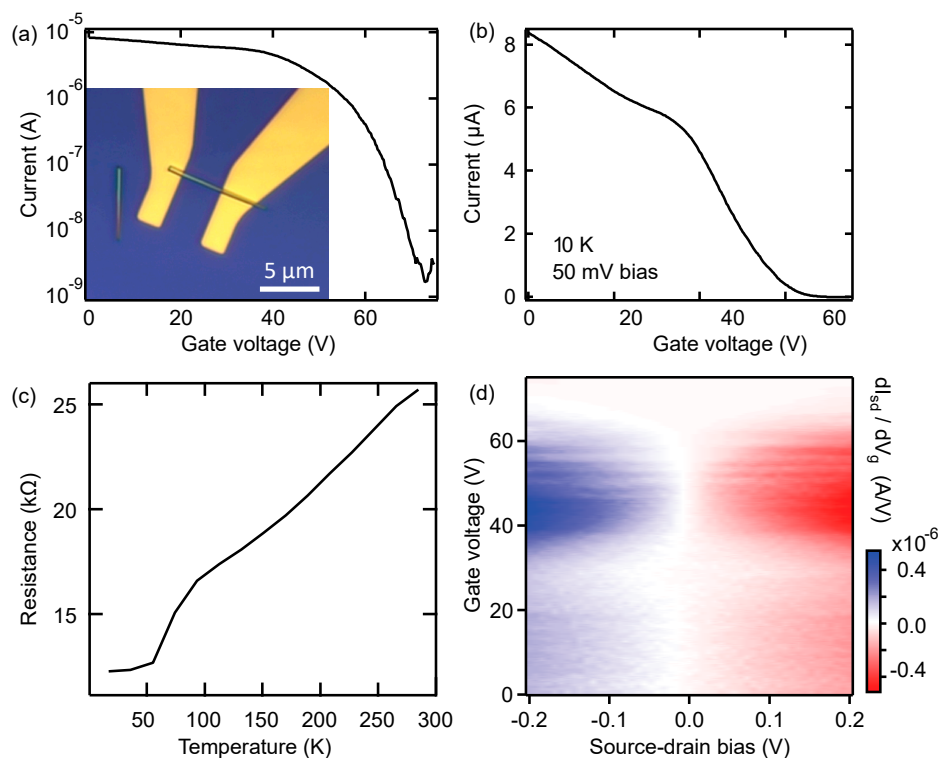 (a)
10⁻⁵
10⁻⁶
10⁻⁷
10⁻⁸
10⁻⁹
Current (A)
5 µm
0 20 40 60
Gate voltage (V)
(b)
8
6
4
2
0
Current (µA)
10 K
50 mV bias
0 20 40 60
Gate voltage (V)
(c)
25
20
15
Resistance (kΩ)
50 100 150 200 250 300
Temperature (K)
(d)
60
40
20
0
Gate voltage (V)
-0.2 -0.1 0.0 0.1 0.2
Source-drain bias (V)
dI_sd / dV_g (A/V)
x10⁻⁶
0.4
0.0
-0.4